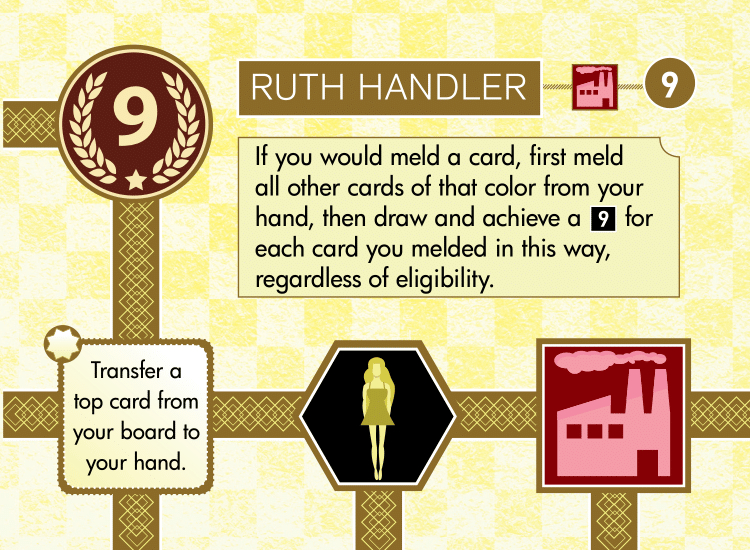 9
RUTH HANDLER
9
If you would meld a card, first meld
all other cards of that color from your
hand, then draw and achieve a 9 for
each card you melded in this way,
regardless of eligibility.
Transfer a
top card from
your board to
your hand.